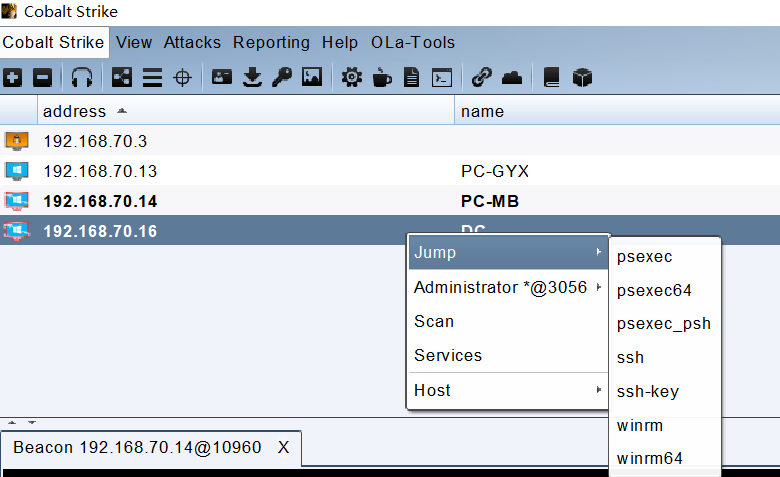 Cobalt Strike
Cobalt Strike View Attacks Reporting Help OLa-Tools
address name
192.168.70.3
192.168.70.13 PC-GYX
192.168.70.14 PC-MB
192.168.70.16 DC
Jump
Administrator *@3056
Scan
Services
Host
psexec
psexec64
psexec_psh
ssh
ssh-key
winrm
winrm64
Beacon 192.168.70.14@10960 X